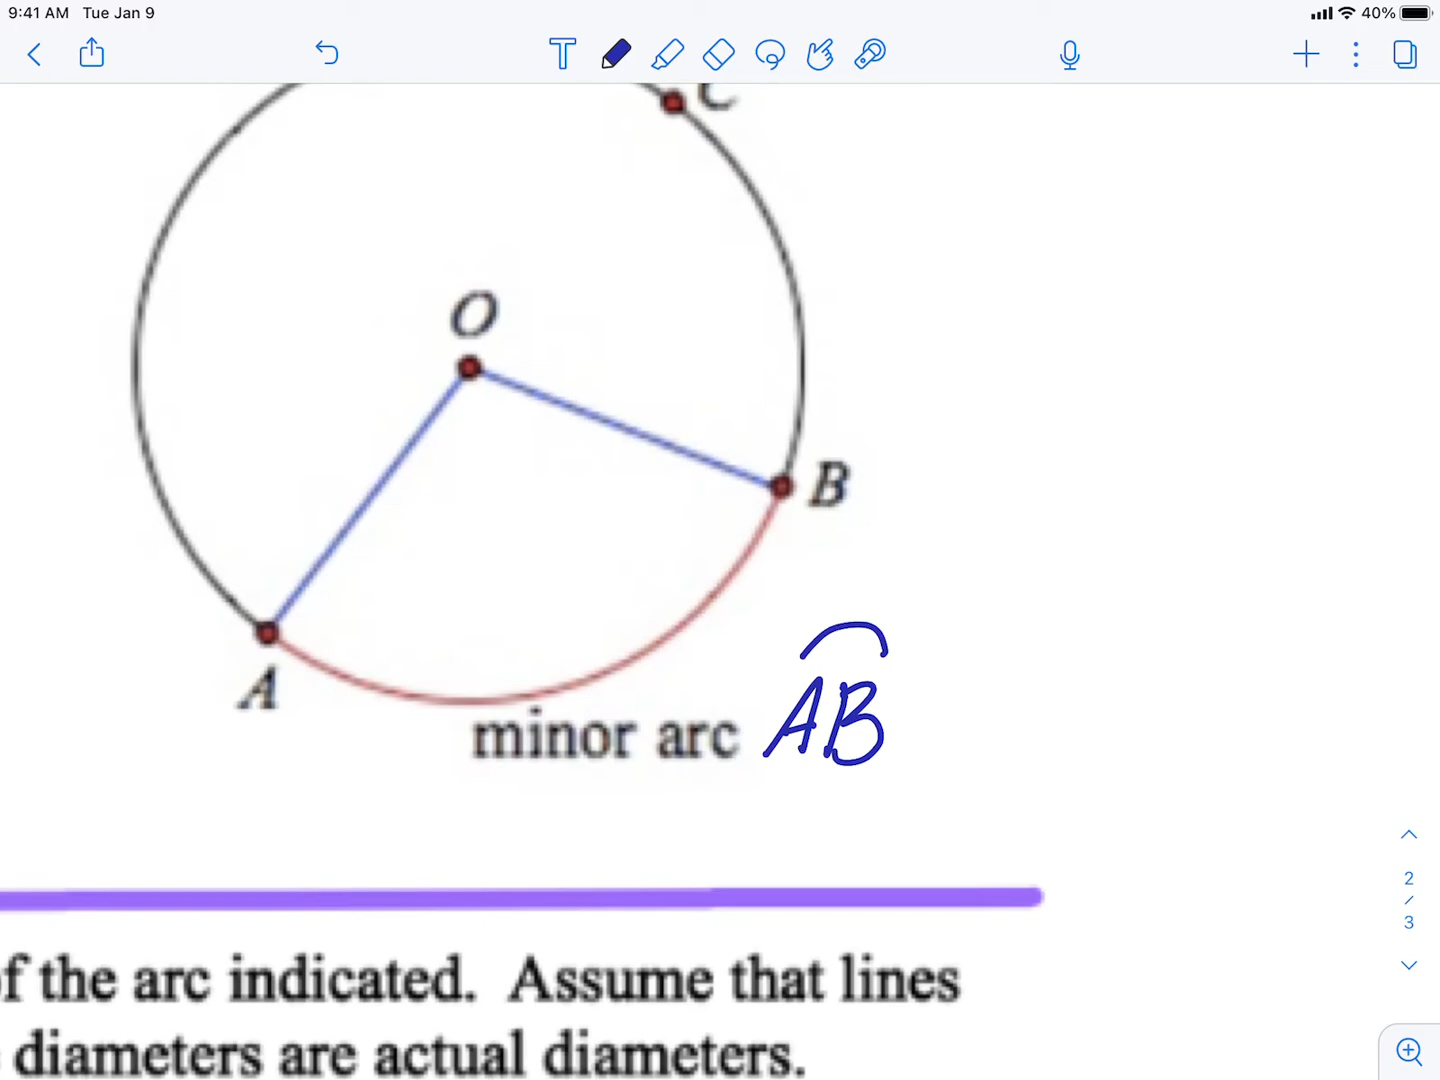 9:41 AM Tue Jan 9
40%
T
C
O
B
A
minor arc AB
2
/
3
of the arc indicated. Assume that lines
diameters are actual diameters.